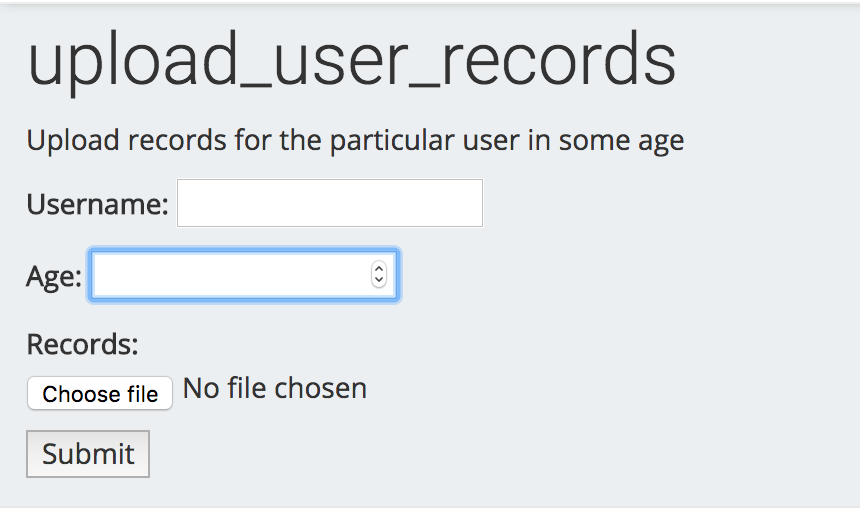 upload_user_records
Upload records for the particular user in some age
Username:
Age:
Records:
Choose file No file chosen
Submit